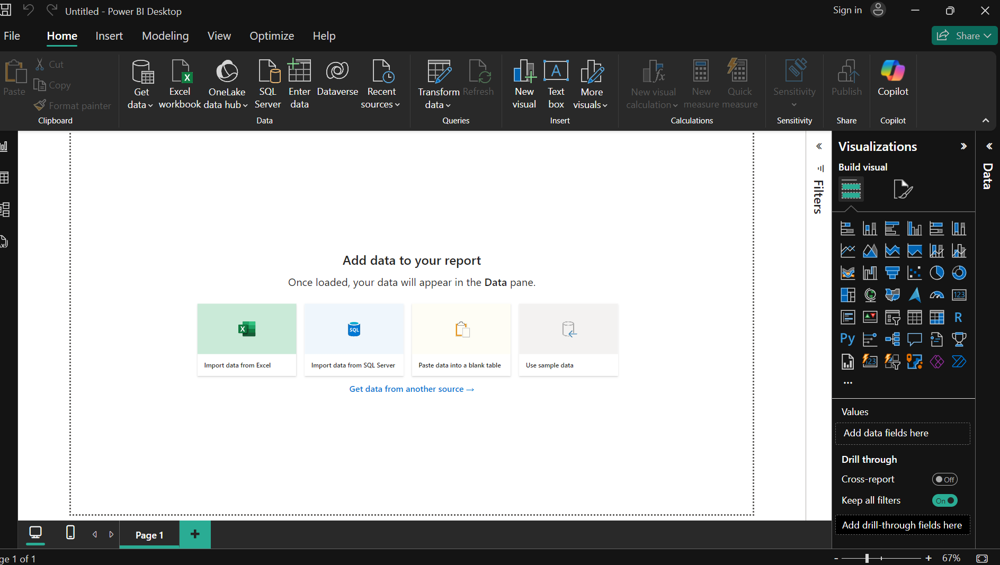 Untitled - Power BI Desktop
Sign in
File
Home
Insert
Modeling
View
Optimize
Help
Share
Paste
Cut
Copy
Format painter
Clipboard
Get
data
Excel
workbook
OneLake
data hub
SQL
Server
Enter
data
Dataverse
Recent
sources
Data
Transform
data
Refresh
Queries
New
visual
Text
box
More
visuals
Insert
New visual
calculation
New
measure
Quick
measure
Calculations
Sensitivity
Sensitivity
Publish
Share
Copilot
Copilot
Add data to your report
Once loaded, your data will appear in the Data pane.
Import data from Excel
SQL
Import data from SQL Server
Paste data into a blank table
Use sample data
Get data from another source →
Filters
Visualizations
Build visual
123
R
Py
123
Values
Add data fields here
Drill through
Cross-report
Off
Keep all filters
On
Add drill-through fields here
Data
Page 1
ge 1 of 1
67%